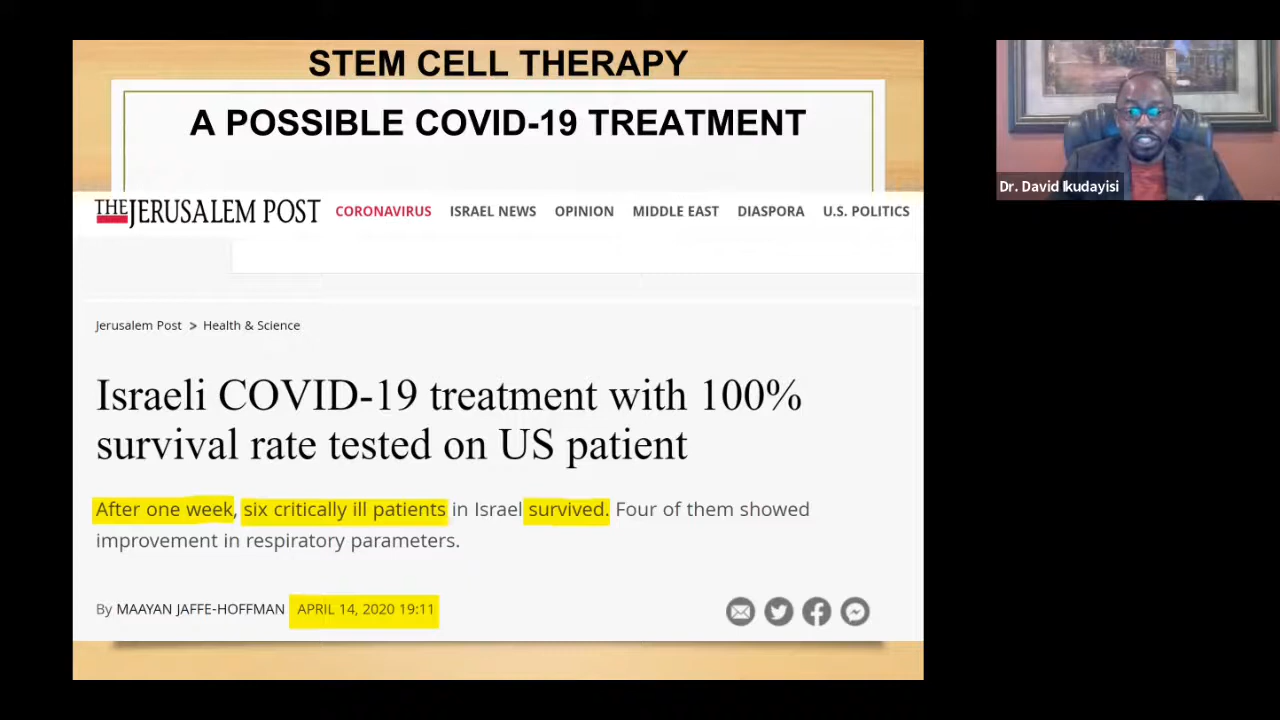 STEM CELL THERAPY
A POSSIBLE COVID-19 TREATMENT
THE JERUSALEM POST CORONAVIRUS ISRAEL NEWS OPINION MIDDLE EAST DIASPORA U.S. POLITICS
Jerusalem Post > Health & Science
Israeli COVID-19 treatment with 100%
survival rate tested on US patient
After one week, six critically ill patients in Israel survived. Four of them showed
improvement in respiratory parameters.
By MAAYAN JAFFE-HOFFMAN APRIL 14, 2020 19:11
Dr. David Ikudayisi